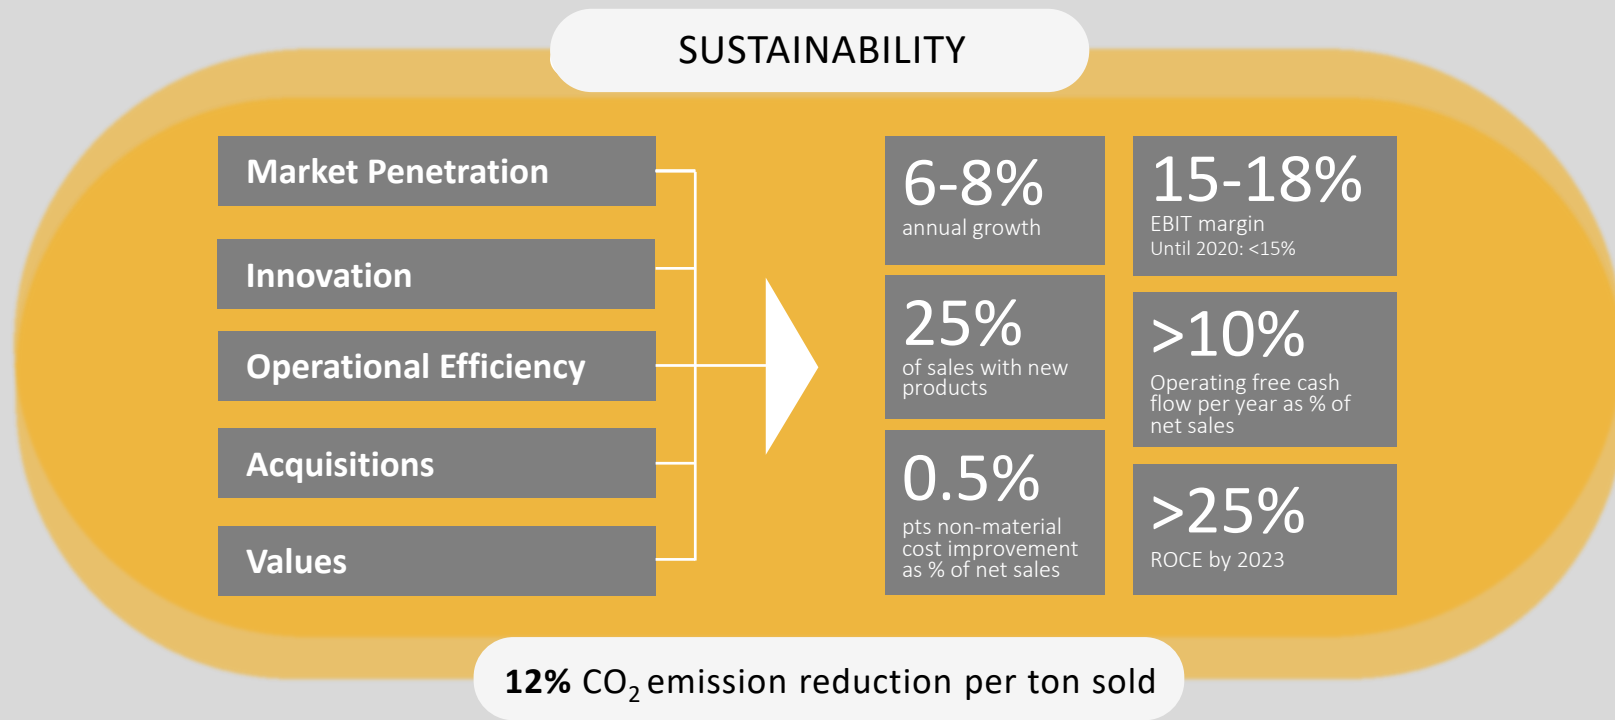 SUSTAINABILITY
Market Penetration
Innovation
Operational Efficiency
Acquisitions
Values
6-8%
annual growth
25%
of sales with new
products
0.5%
pts non-material
cost improvement
as % of net sales
15-18%
EBIT margin
Until 2020: <15%
>10%
Operating free cash
flow per year as % of
net sales
>25%
ROCE by 2023
12% CO₂ emission reduction per ton sold